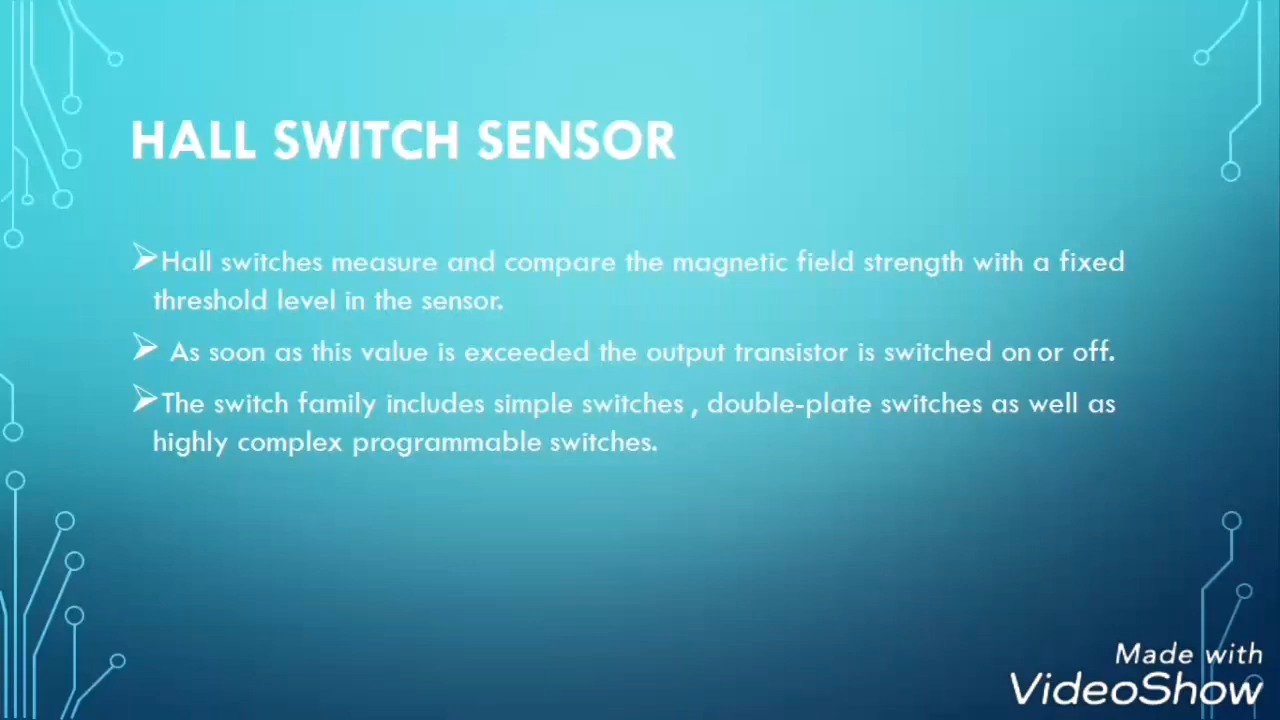 HALL SWITCH SENSOR
Hall switches measure and compare the magnetic field strength with a fixed
threshold level in the sensor.
As soon as this value is exceeded the output transistor is switched on or off.
The switch family includes simple switches , double-plate switches as well as
highly complex programmable switches.
Made with
VideoShow